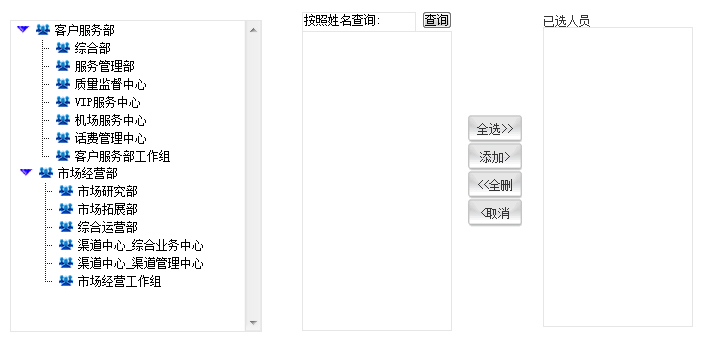 客户服务部
综合部
服务管理部
质量监督中心
VIP服务中心
机场服务中心
话费管理中心
客户服务部工作组
市场经营部
市场研究部
市场拓展部
综合运营部
渠道中心_综合业务中心
渠道中心_渠道管理中心
市场经营工作组
按照姓名查询: 查询
全选>>
添加>
<<全删
<取消
已选人员